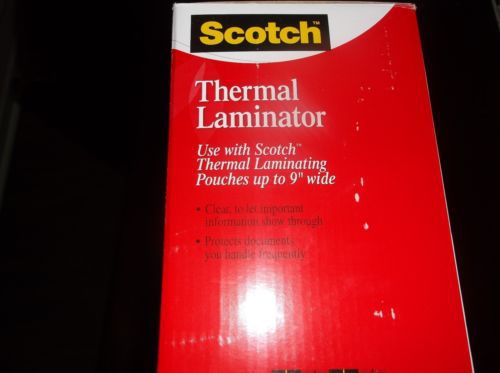 Scotch™
Thermal
Laminator
Use with Scotch™
Thermal Laminating
Pouches up to 9" wide
• Clear, to let important
information show through
• Protects documents
you handle frequently